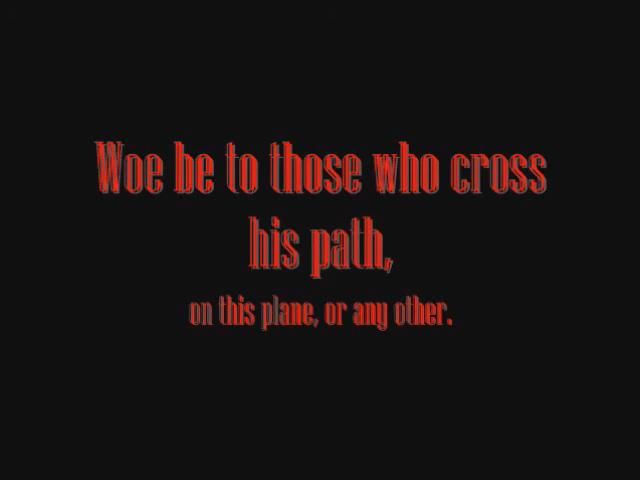 Woe be to those who cross
his path,
on this plane, or any other.